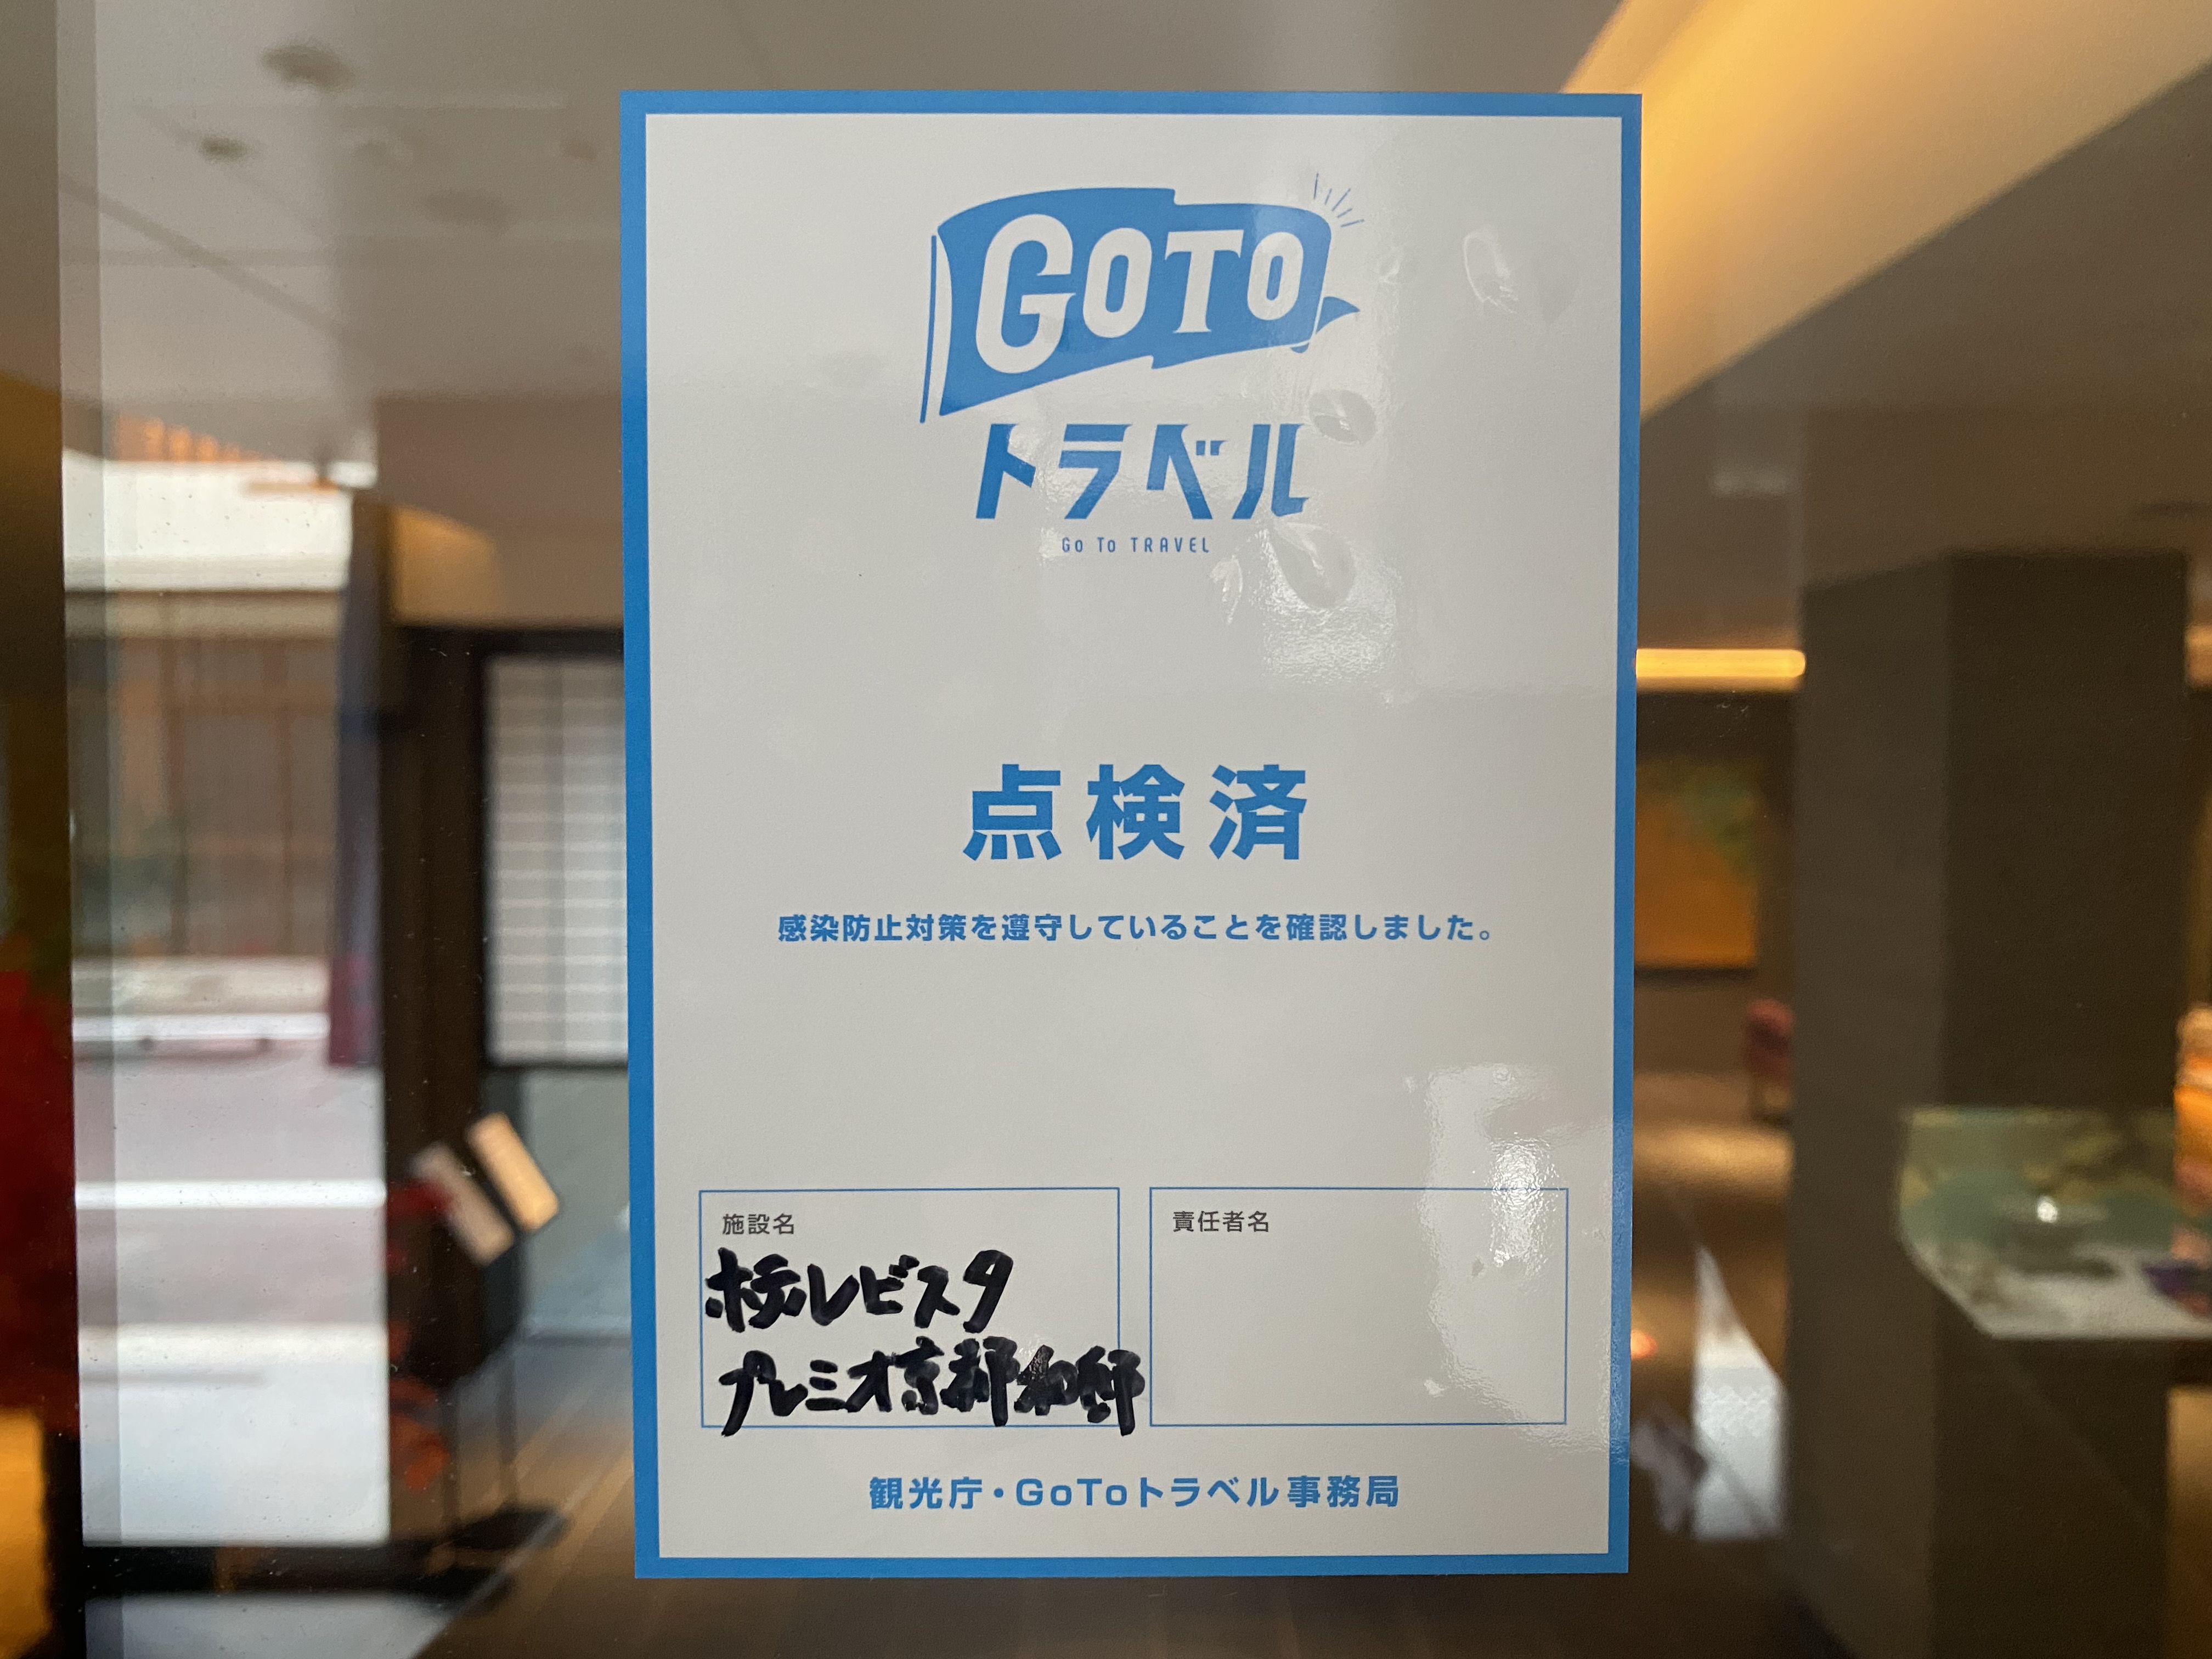 GoTo
トラベル
Go To TRAVEL
点検済
感染防止対策を遵守していることを確認しました。
施設名
ホテルビスタ
プレミオ京都和邸
責任者名
観光庁・GoToトラベル事務局